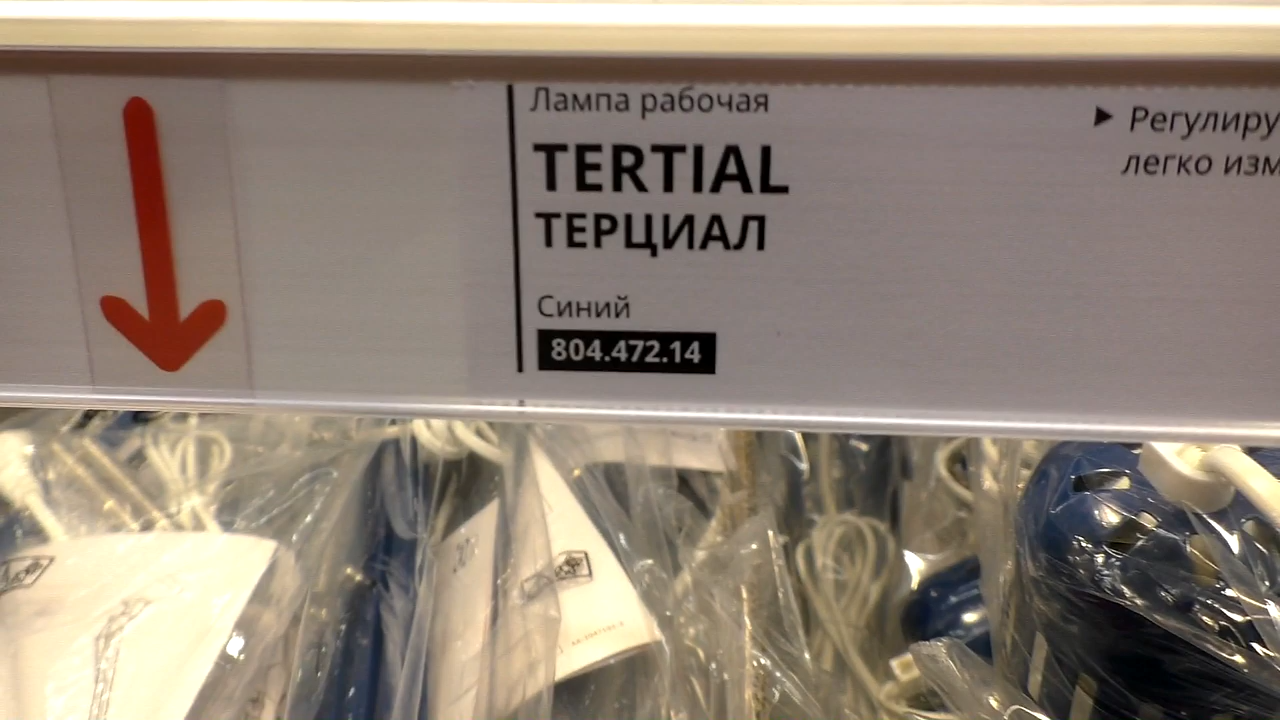 Лампа рабочая
TERTIAL
ТЕРЦИАЛ
Синий
804.472.14
▶ Регулиру
легко изм